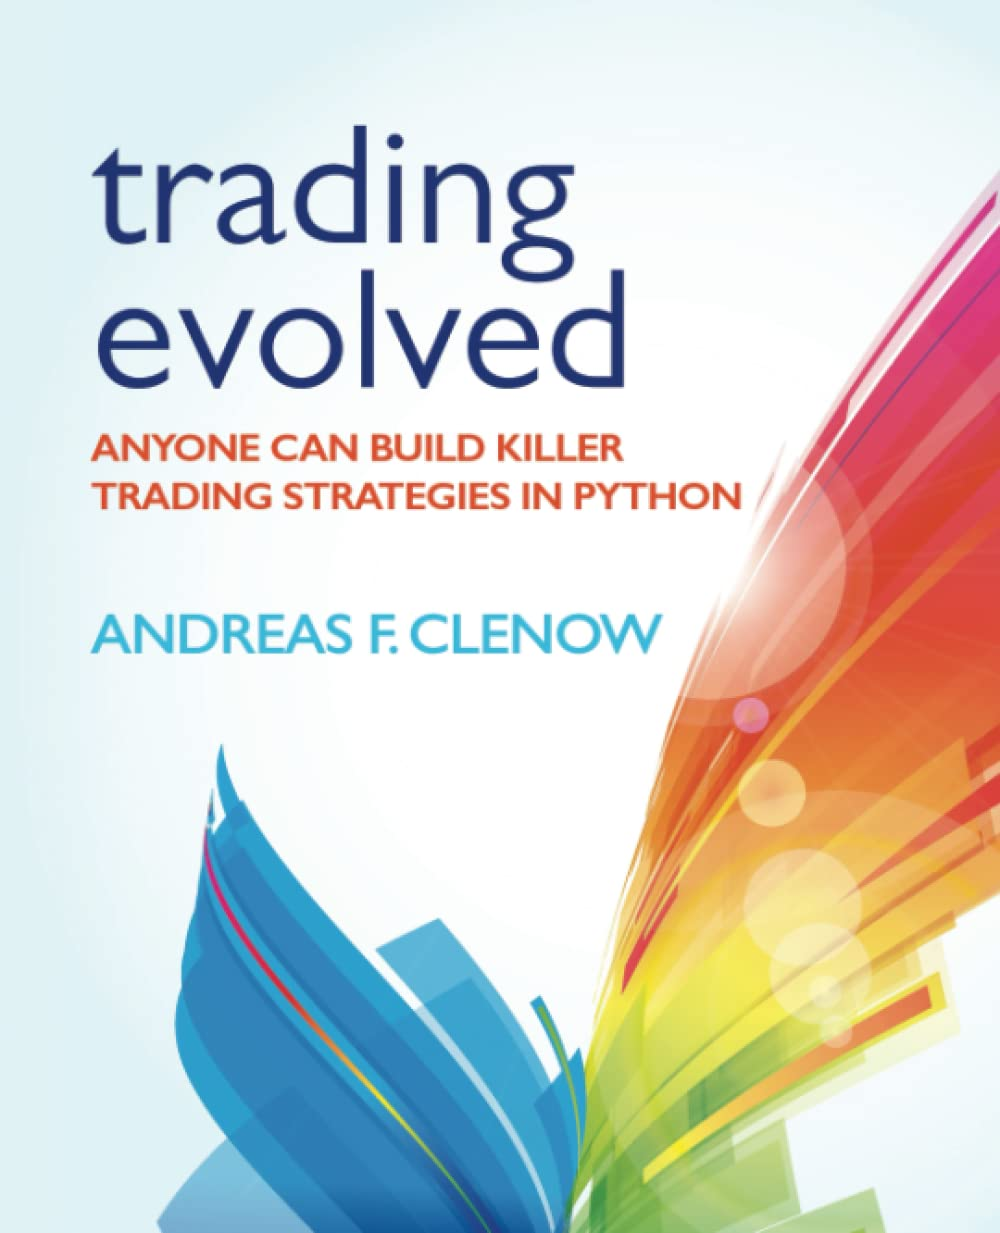 trading
evolved
ANYONE CAN BUILD KILLER
TRADING STRATEGIES IN PYTHON
ANDREAS F. CLENOW